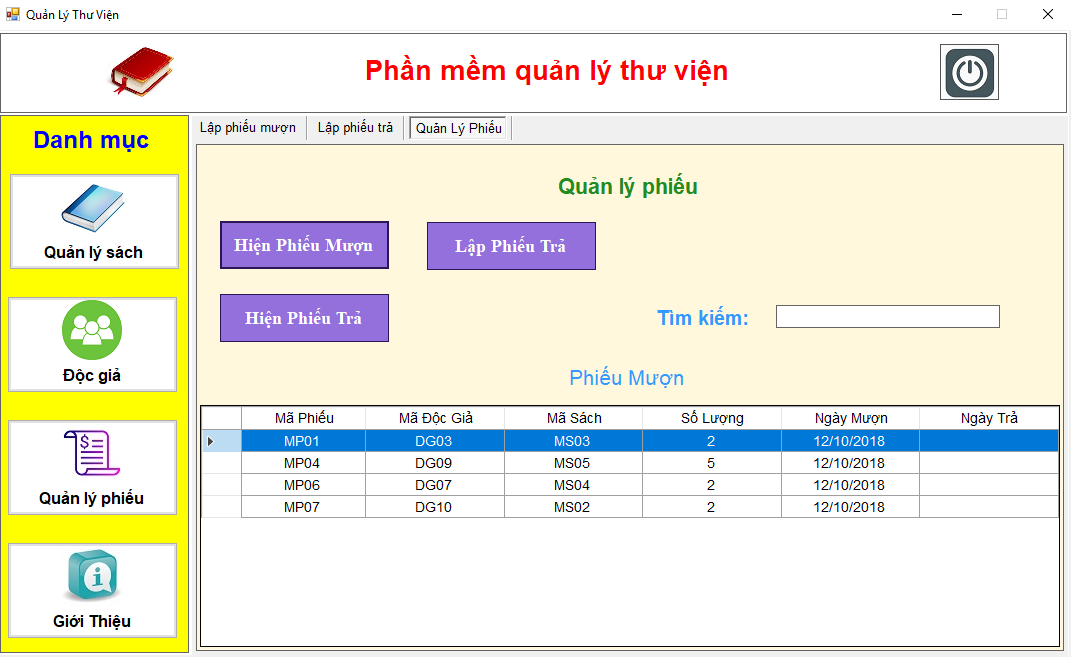 Quản Lý Thư Viện
Phần mềm quản lý thư viện
Danh mục
Quản lý sách
Độc giả
Quản lý phiếu
Giới Thiệu
Lập phiếu mượn Lập phiếu trả Quản Lý Phiếu
Quản lý phiếu
Hiện Phiếu Mượn Lập Phiếu Trả
Hiện Phiếu Trả Tìm kiếm:
Phiếu Mượn
Mã Phiếu Mã Độc Giả Mã Sách Số Lượng Ngày Mượn Ngày Trả
MP01 DG03 MS03 2 12/10/2018
MP04 DG09 MS05 5 12/10/2018
MP06 DG07 MS04 2 12/10/2018
MP07 DG10 MS02 2 12/10/2018